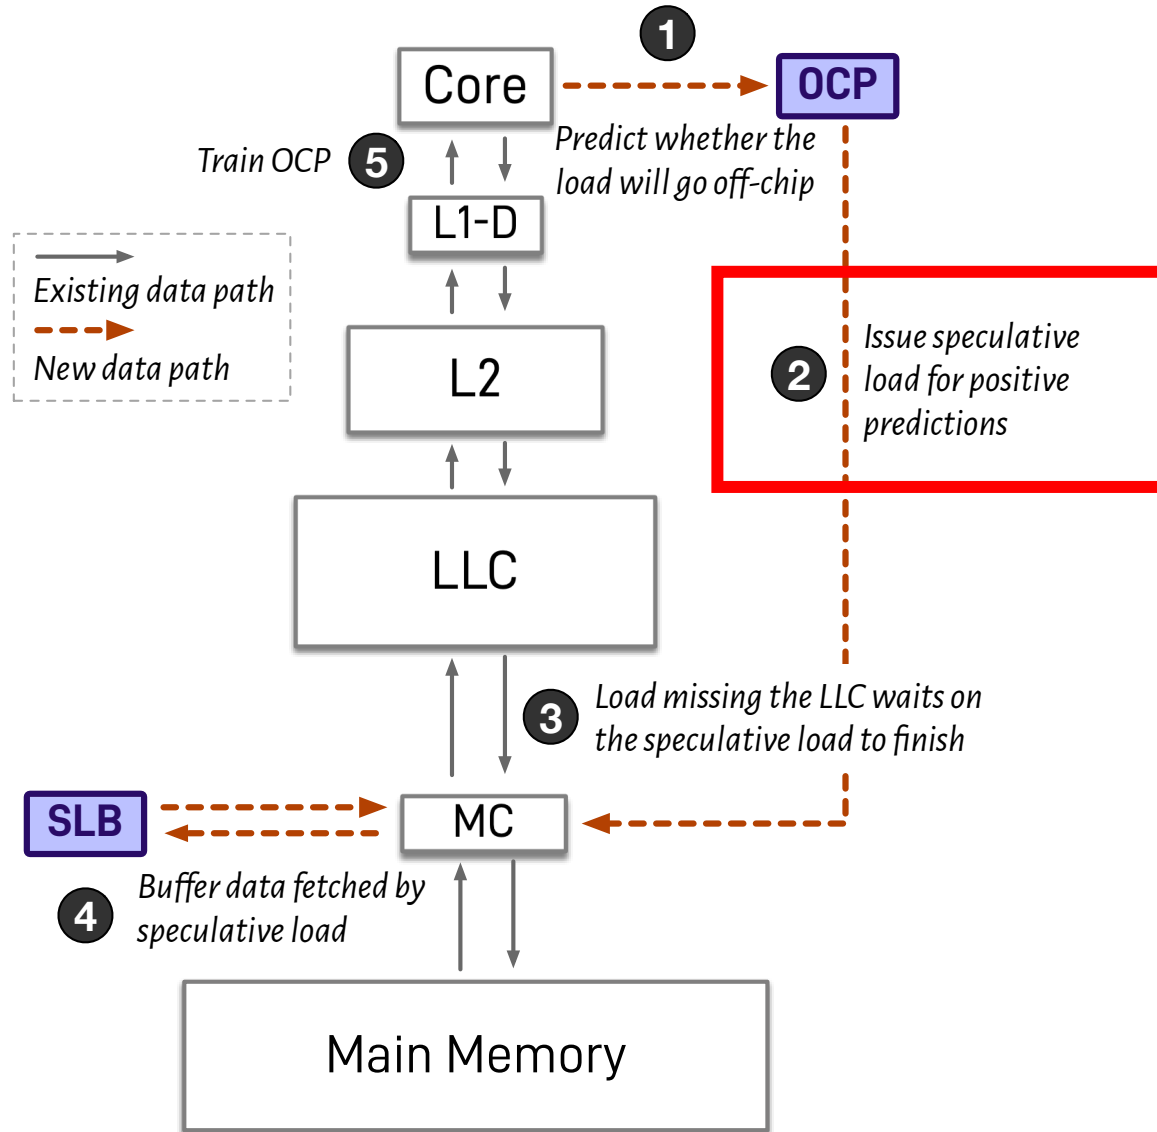 1
Core
OCP
Predict whether the
load will go off-chip
Train OCP
5
L1-D
Existing data path
New data path
L2
2
Issue speculative
load for positive
predictions
LLC
3
Load missing the LLC waits on
the speculative load to finish
SLB
MC
4
Buffer data fetched by
speculative load
Main Memory